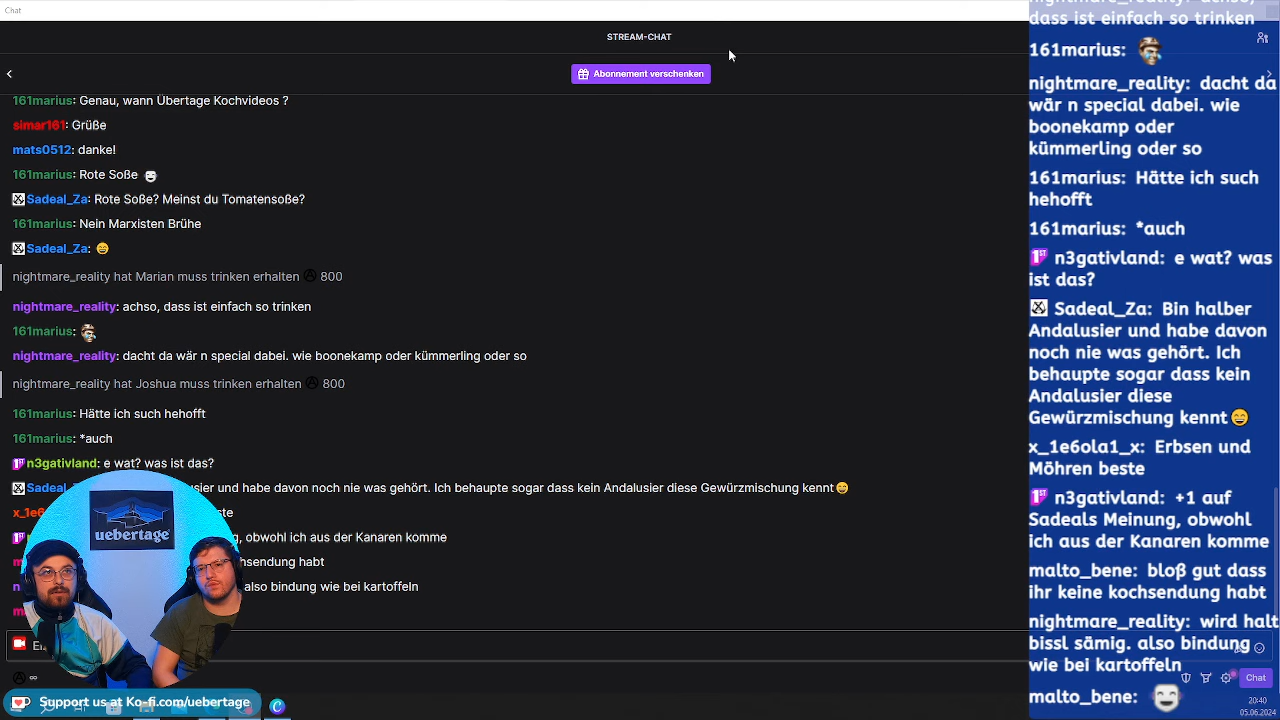 Chat
STREAM-CHAT
Abonnement verschenken
161marius: Genau, wann Übertage Kochvideos ?
simar161: Grüße
mats0512: danke!
161marius: Rote Soße
Sadeal_Za: Rote Soße? Meinst du Tomatensoße?
161marius: Nein Marxisten Brühe
Sadeal_Za:
nightmare_reality hat Marian muss trinken erhalten 800
nightmare_reality: achso, dass ist einfach so trinken
161marius:
nightmare_reality: dacht da wär n special dabei. wie boonekamp oder kümmerling oder so
nightmare_reality hat Joshua muss trinken erhalten 800
161marius: Hätte ich such hehofft
161marius: *auch
n3gativland: e wat? was ist das?
und habe davon noch nie was gehört. Ich behaupte sogar dass kein Andalusier diese Gewürzmischung kennt
obwohl ich aus der Kanaren komme
also bindung wie bei kartoffeln
uebertage
Support us at Ko-fi.com/uebertage
dass ist einfach so trinken
161marius:
nightmare_reality: dacht da
wär n special dabei. wie
boonekamp oder
kümmerling oder so
161marius: Hätte ich such
hehofft
161marius: *auch
n3gativland: e wat? was
ist das?
Sadeal_Za: Bin halber
Andalusier und habe davon
noch nie was gehört. Ich
behaupte sogar dass kein
Andalusier diese
Gewürzmischung kennt
x_1e6ola1_x: Erbsen und
Möhren beste
n3gativland: +1 auf
Sadeals Meinung, obwohl
ich aus der Kanaren komme
malto_bene: bloß gut dass
ihr keine kochsendung habt
nightmare_reality: wird halt
bissl sämig. also bindung
wie bei kartoffeln
malto_bene:
Chat
20:40
05.06.2024